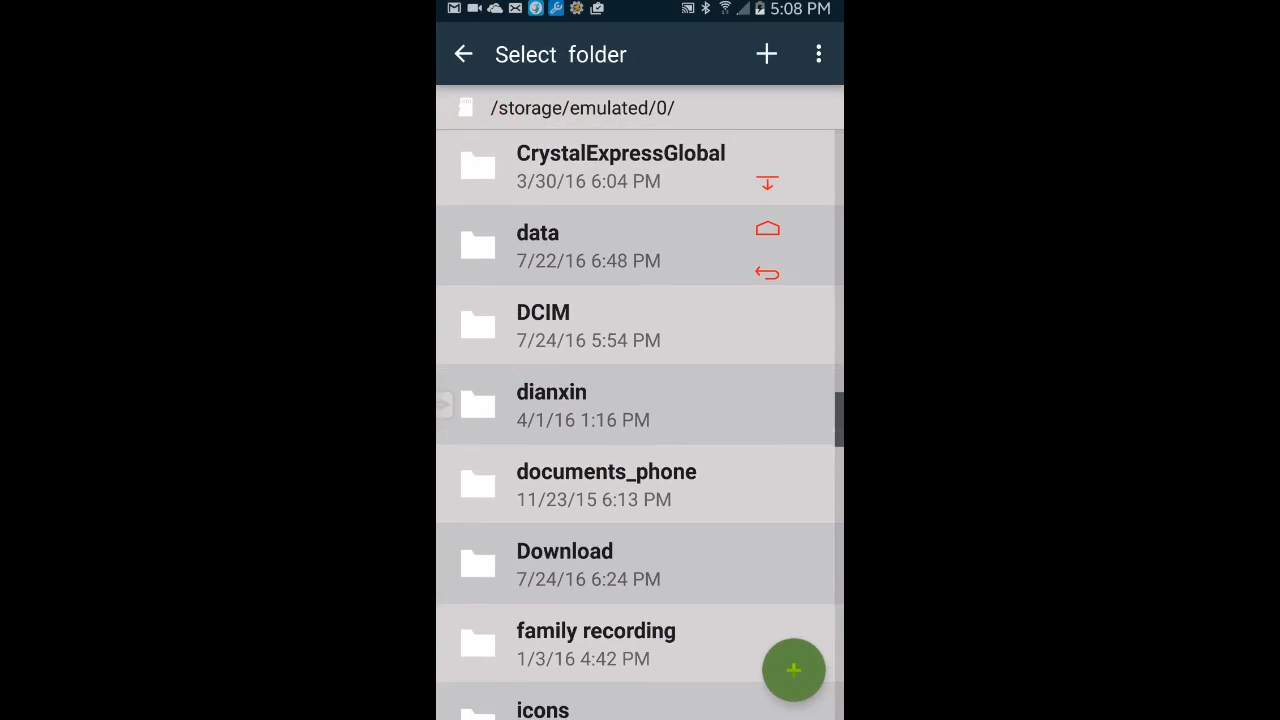 5:08 PM
Select folder
/storage/emulated/0/
CrystalExpressGlobal
3/30/16 6:04 PM
data
7/22/16 6:48 PM
DCIM
7/24/16 5:54 PM
dianxin
4/1/16 1:16 PM
documents_phone
11/23/15 6:13 PM
Download
7/24/16 6:24 PM
family recording
1/3/16 4:42 PM
icons